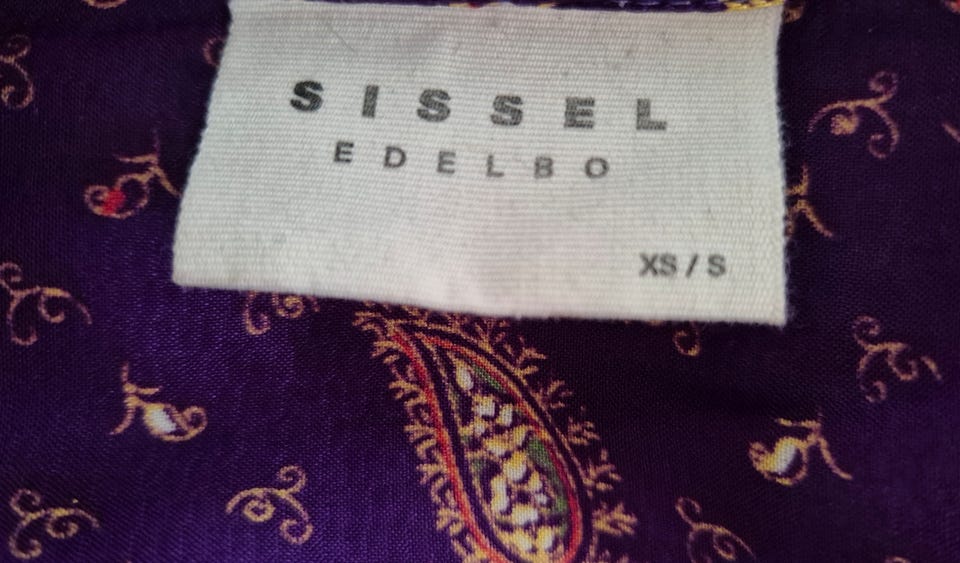 SISSEL
EDELBO
XS / S